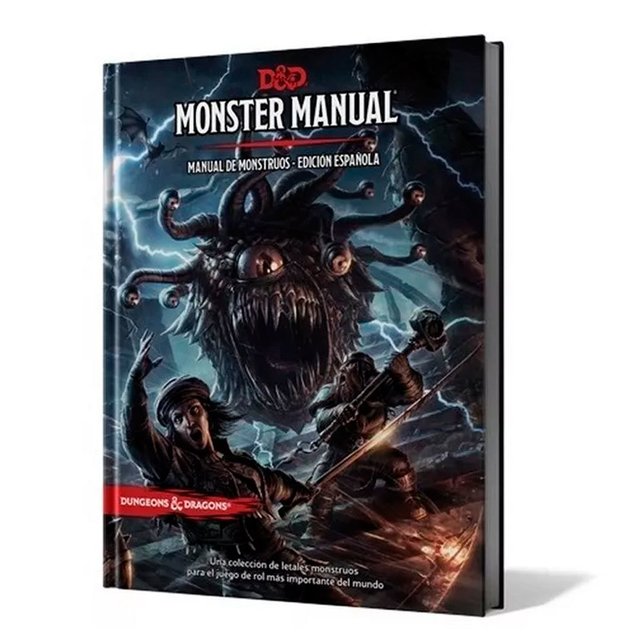 D&D
MONSTER MANUAL®
MANUAL DE MONSTRUOS - EDICION ESPAÑOLA
DUNGEONS & DRAGONS®
Una colección de letales monstruos
para el juego de rol más importante del mundo